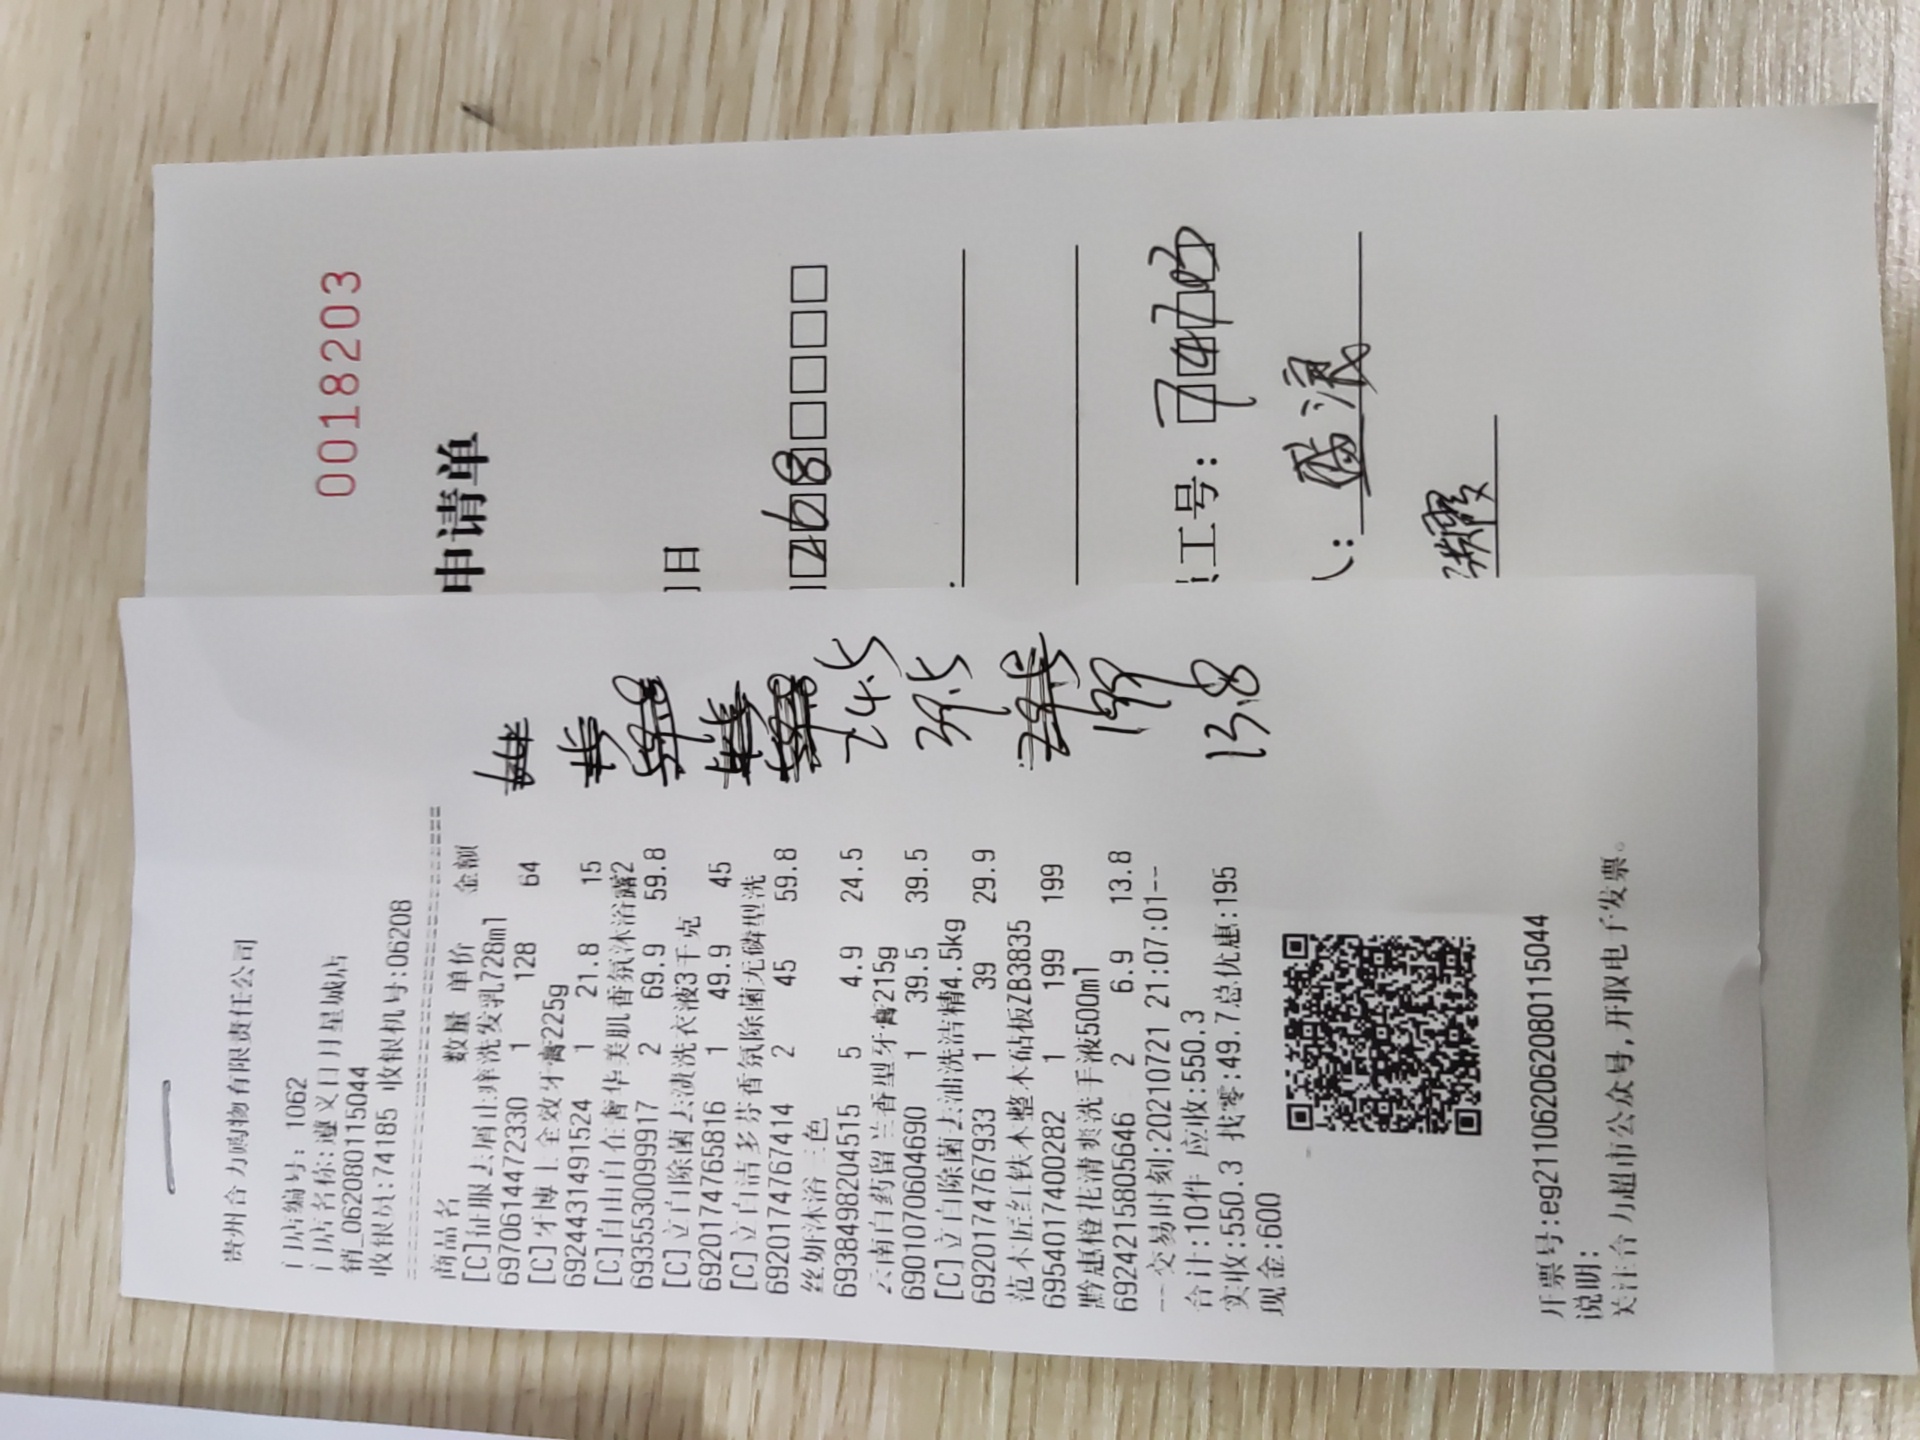 贵州合力购物有限责任公司
门店编号: 1062
门店名称:遵义日月星城店
销_0620801150​44
收银员:74185 收银机号:06208
商品名 数量 单价 金额
[C]征服去屑止痒洗发乳728ml
6970614472330 1 128 64
[C]牙博士全效牙膏225g
6924431491524 1 21.8 15
[C]自由自在奢华美肌香氛沐浴露2
6935530099917 2 69.9 59.8
[C]立白除菌去渍洗衣液3千克
6920174765816 1 49.9 45
[C]立白洁多芬香氛除菌无磷型洗
6920174767414 2 45 59.8
丝妍沐浴三色
6938498204515 5 4.9 24.5
云南白药留兰香型牙膏215g
6901070604690 1 39.5 39.5
[C]立白除菌去油洗洁精4.5kg
6920174767933 1 39 29.9
范木匠红铁木整木砧板ZB3835
6954017400282 1 199 199
黔惠橙花清爽洗手液500ml
6924215805646 2 6.9 13.8
--交易时刻:20210721 21:07:01--
合计:10件 应收:550.3
实收:550.3 找零:49.7总优惠:195
现金:600
开票号:eg211062062080115044
说明:
关注合力超市公众号,开取电子发票。
24.5
39.5
199
13.8
0018203
申请单
日
268
工号: 74703